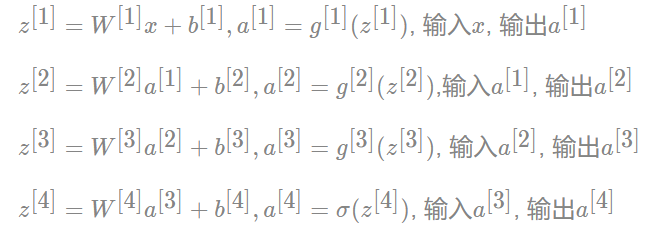 z[1] = W[1]x + b[1], a[1] = g[1](z[1]), 输入x, 输出a[1]
z[2] = W[2]a[1] + b[2], a[2] = g[2](z[2]),输入a[1], 输出a[2]
z[3] = W[3]a[2] + b[3], a[3] = g[3](z[3]), 输入a[2], 输出a[3]
z[4] = W[4]a[3] + b[4], a[4] = σ(z[4]), 输入a[3], 输出a[4]